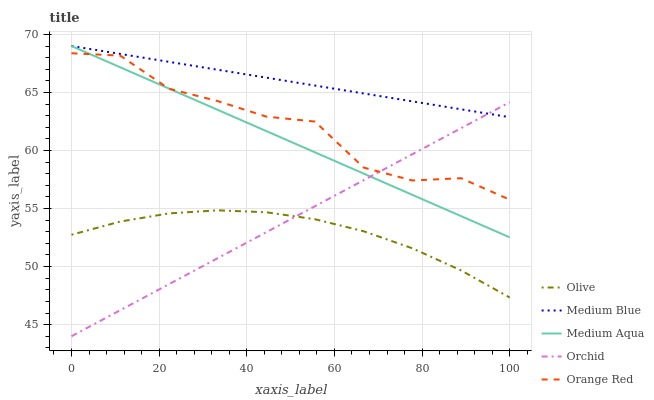 title
70
65
60
55
50
45
yaxis_label
0
20
40
60
80
100
xaxis_label
Olive
Medium Blue
Medium Aqua
Orchid
Orange Red